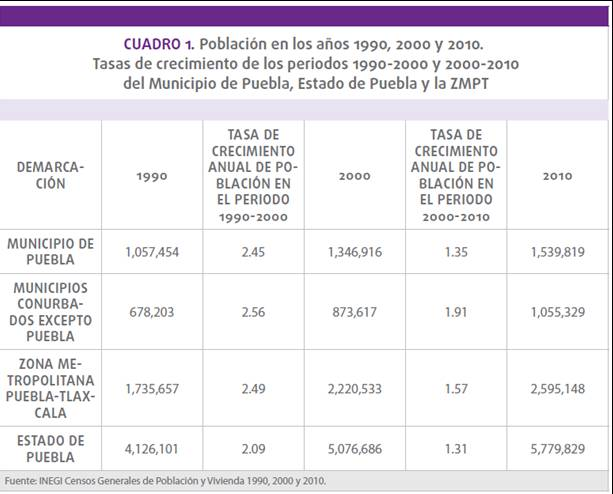 CUADRO 1. Población en los años 1990, 2000 y 2010.
Tasas de crecimiento de los periodos 1990-2000 y 2000-2010
del Municipio de Puebla, Estado de Puebla y la ZMPT
DEMARCA-
CIÓN
1990
TASA DE
CRECIMIENTO
ANUAL DE PO-
BLACIÓN EN
EL PERIODO
1990-2000
2000
TASA DE
CRECIMIENTO
ANUAL DE PO-
BLACIÓN EN
EL PERIODO
2000-2010
2010
MUNICIPIO DE
PUEBLA
1,057,454
2.45
1,346,916
1.35
1,539,819
MUNICIPIOS
CONURBA-
DOS EXCEPTO
PUEBLA
678,203
2.56
873,617
1.91
1,055,329
ZONA ME-
TROPOLITANA
PUEBLA-TLAX-
CALA
1,735,657
2.49
2,220,533
1.57
2,595,148
ESTADO DE
PUEBLA
4,126,101
2.09
5,076,686
1.31
5,779,829
Fuente: INEGI Censos Generales de Población y Vivienda 1990, 2000 y 2010.